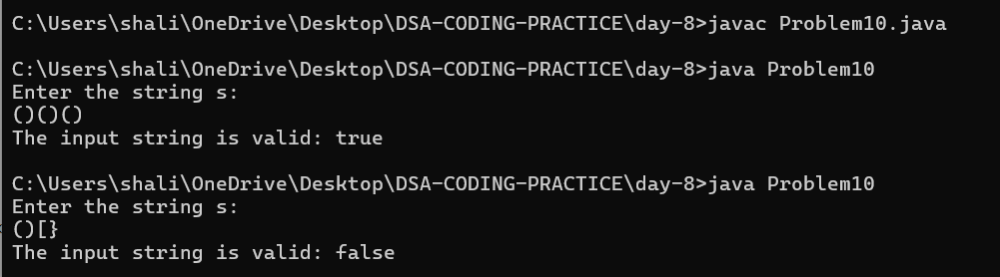 C:\Users\shali\OneDrive\Desktop\DSA-CODING-PRACTICE\day-8>javac Problem10.java
C:\Users\shali\OneDrive\Desktop\DSA-CODING-PRACTICE\day-8>java Problem10
Enter the string s:
()()()
The input string is valid: true
C:\Users\shali\OneDrive\Desktop\DSA-CODING-PRACTICE\day-8>java Problem10
Enter the string s:
()[}
The input string is valid: false